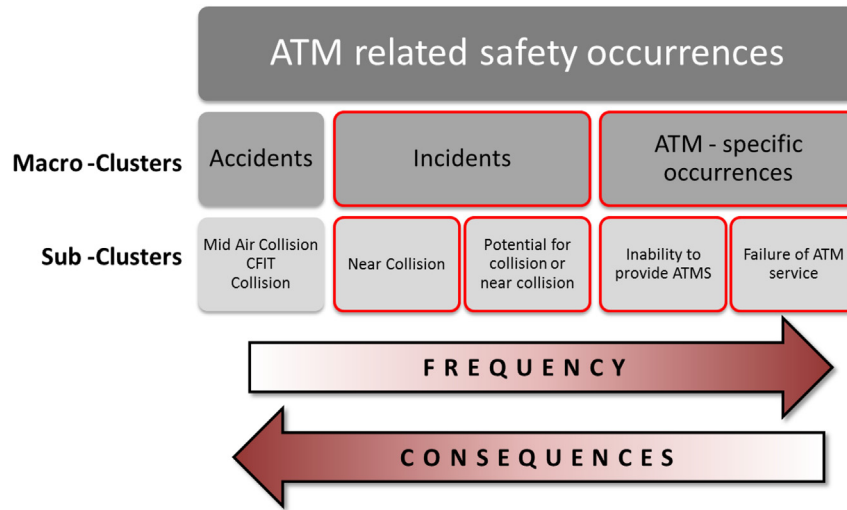 ATM related safety occurrences
Macro -Clusters
Accidents
Incidents
ATM - specific
occurrences
Sub -Clusters
Mid Air Collision
CFIT
Collision
Near Collision
Potential for
collision or
near collision
Inability to
provide ATMS
Failure of ATM
service
FREQUENCY
CONSEQUENCES